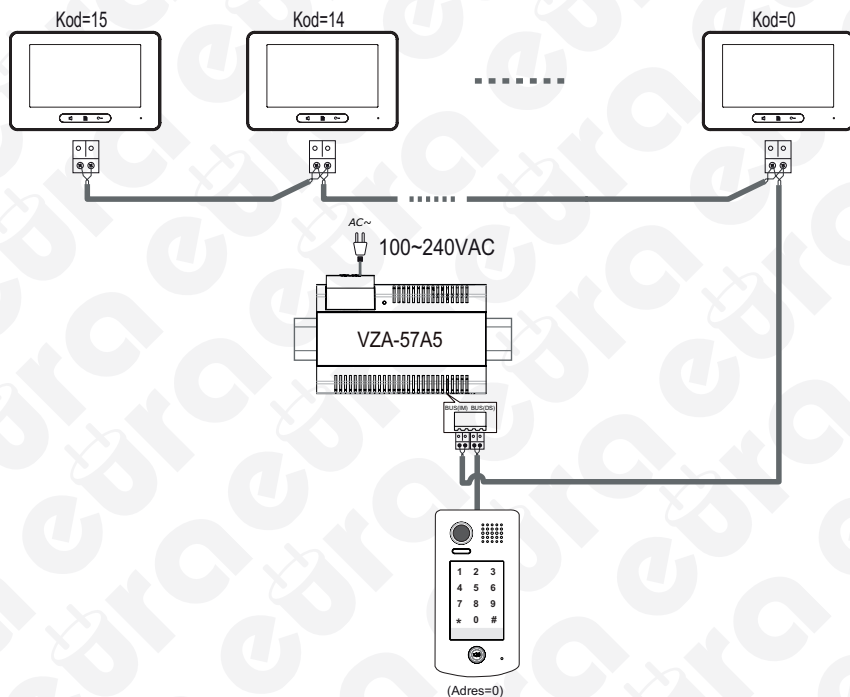 Kod=15
Kod=14
Kod=0
AC~
100~240VAC
VZA-57A5
BUS(IM) BUS(DS)
1 2 3
4 5 6
7 8 9
* 0 #
(Adres=0)
eura